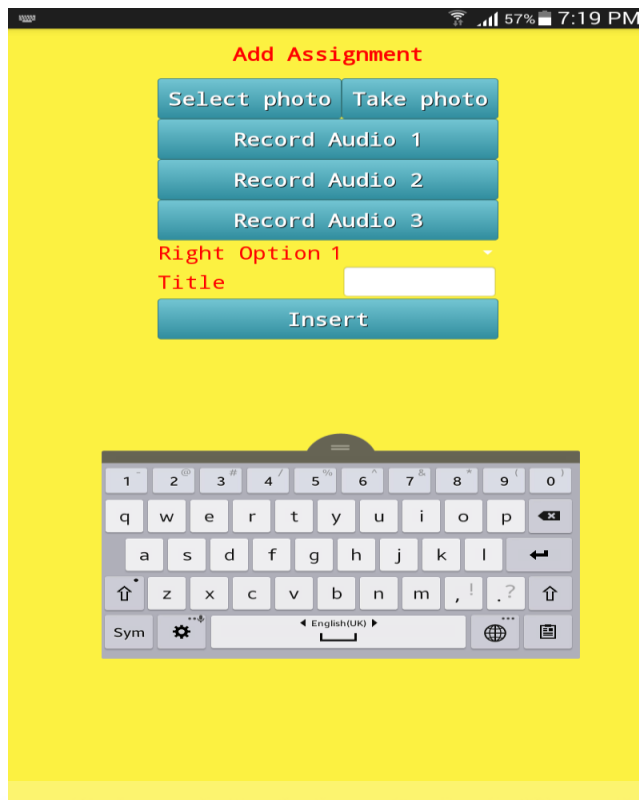 57% 7:19 PM
Add Assignment
Select photo Take photo
Record Audio 1
Record Audio 2
Record Audio 3
Right Option 1
Title
Insert
1 - 2 @ 3 # 4 / 5 % 6 ^ 7 & 8 * 9 ( 0 )
q w e r t y u i o p
a s d f g h j k l
z x c v b n m , ! . ?
Sym English(UK)